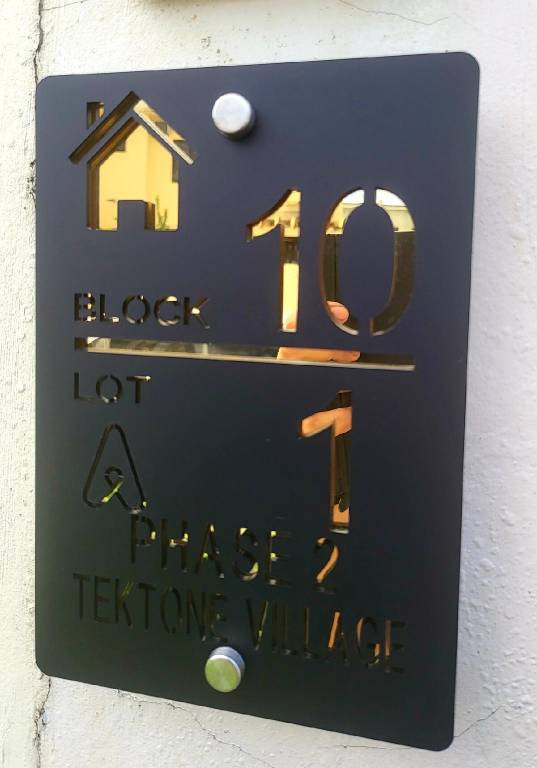 BLOCK 10
LOT 1
PHASE 2
TEKTONE VILLAGE